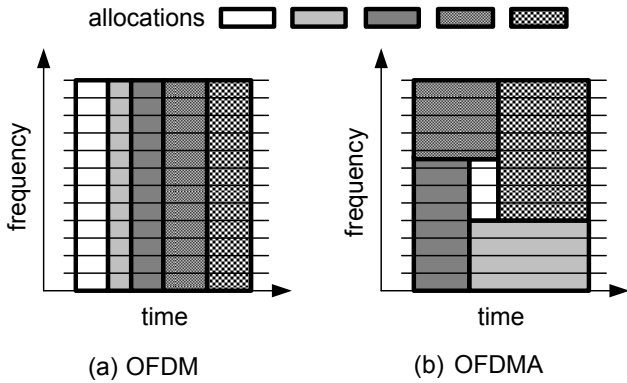 allocations
frequency
frequency
time
time
(a) OFDM
(b) OFDMA